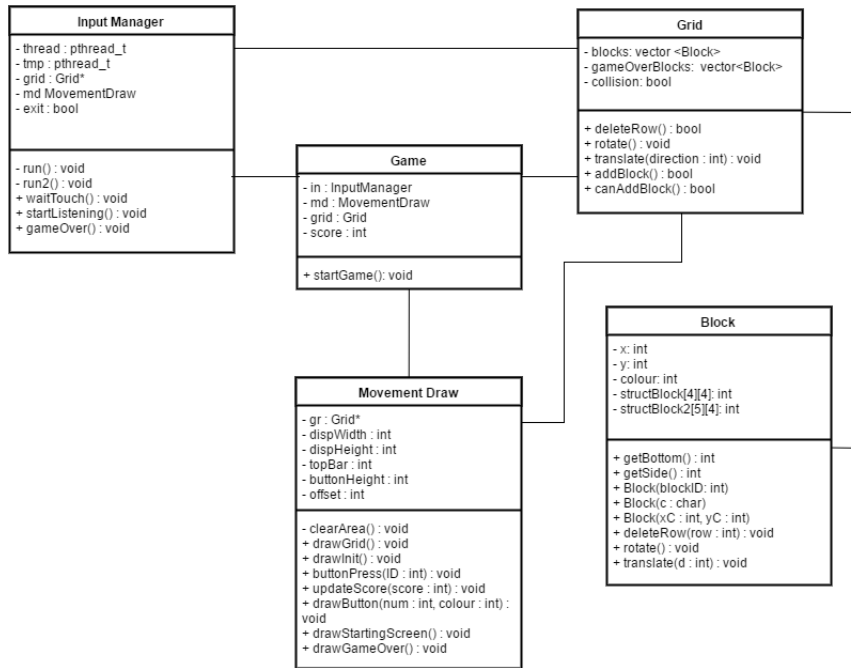 Input Manager
- thread : pthread_t
- tmp : pthread_t
- grid : Grid*
- md MovementDraw
- exit : bool
- run() : void
- run2() : void
+ waitTouch() : void
+ startListening() : void
+ gameOver() : void
Game
- in : InputManager
- md : MovementDraw
- grid : Grid
- score : int
+ startGame(): void
Grid
- blocks: vector <Block>
- gameOverBlocks: vector<Block>
- collision: bool
+ deleteRow() : bool
+ rotate() : void
+ translate(direction : int) : void
+ addBlock() : bool
+ canAddBlock() : bool
Movement Draw
- gr : Grid*
- dispWidth : int
- dispHeight : int
- topBar : int
- buttonHeight : int
- offset : int
- clearArea() : void
+ drawGrid() : void
+ drawInit() : void
+ buttonPress(ID : int) : void
+ updateScore(score : int) : void
+ drawButton(num : int, colour : int) :
void
+ drawStartingScreen() : void
+ drawGameOver() : void
Block
- x: int
- y: int
- colour: int
- structBlock[4][4]: int
- structBlock2[5][4]: int
+ getBottom() : int
+ getSide() : int
+ Block(blockID: int)
+ Block(c : char)
+ Block(xC : int, yC : int)
+ deleteRow(row : int) : void
+ rotate() : void
+ translate(d : int) : void